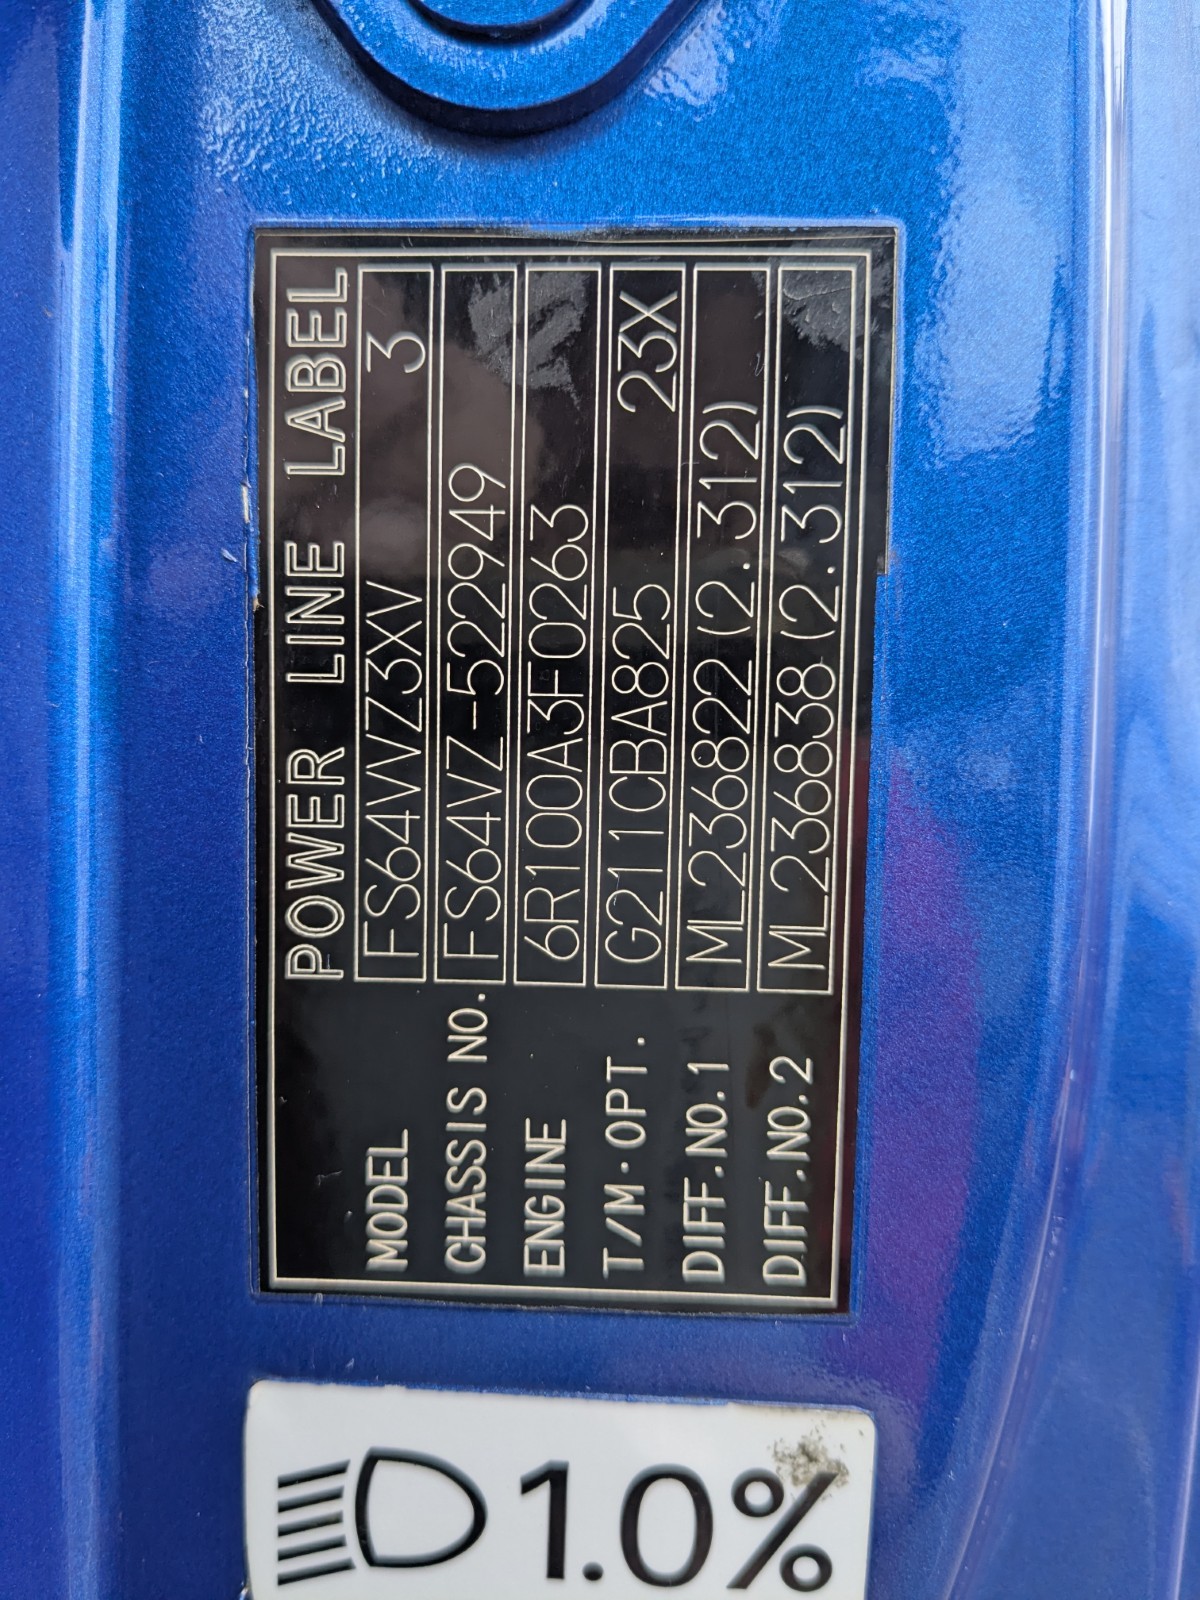 POWER LINE LABEL
MODEL FS64VVZ3XV 3
CHASSIS NO. FS64VZ-522949
ENGINE 6R100A3F0263
T/M·OPT. G211CBA825 23X
DIFF.NO.1 ML236822(2.312)
DIFF.NO.2 ML236838(2.312)
1.0%